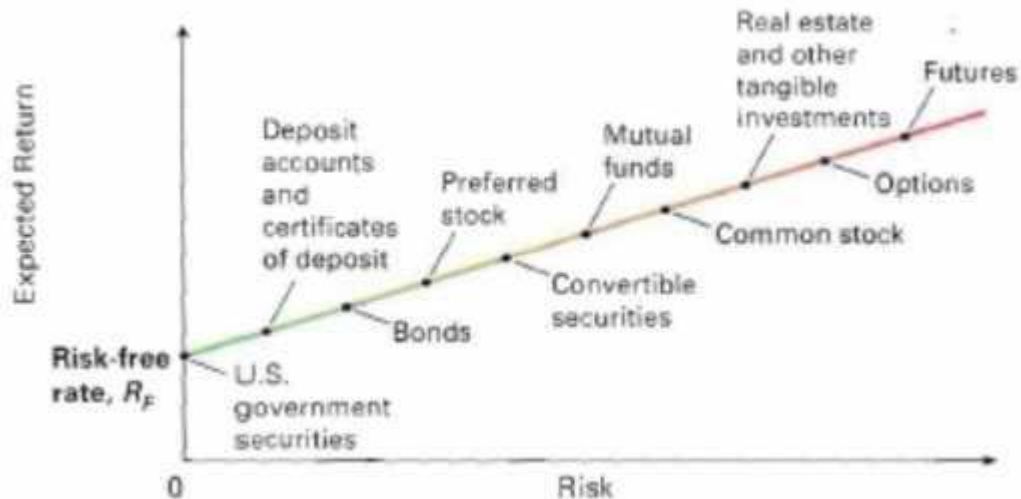 Expected Return
Real estate
and other
tangible
investments
Futures
Deposit
accounts
and
certificates
of deposit
Mutual
funds
Preferred
stock
Options
Common stock
Convertible
securities
Bonds
Risk-free
rate, R_F
U.S.
government
securities
0
Risk